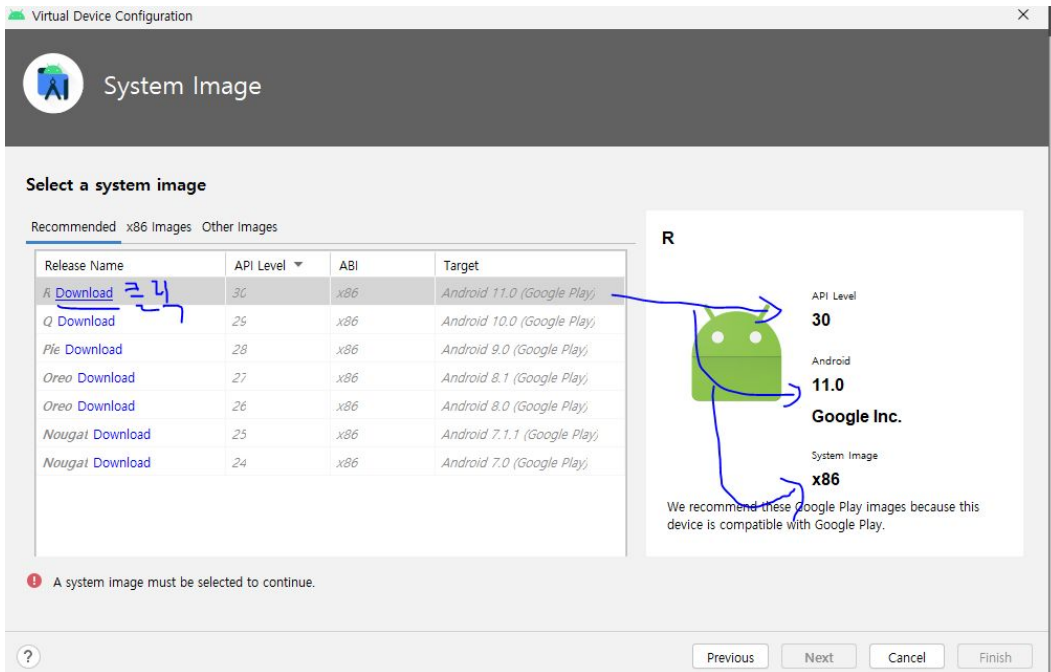 Virtual Device Configuration
System Image
Select a system image
Recommended x86 Images Other Images
Release Name API Level ABI Target
R Download 클릭 30 x86 Android 11.0 (Google Play)
Q Download 29 x86 Android 10.0 (Google Play)
Pie Download 28 x86 Android 9.0 (Google Play)
Oreo Download 27 x86 Android 8.1 (Google Play)
Oreo Download 26 x86 Android 8.0 (Google Play)
Nougat Download 25 x86 Android 7.1.1 (Google Play)
Nougat Download 24 x86 Android 7.0 (Google Play)
R
API Level
30
Android
11.0
Google Inc.
System Image
x86
We recommend these Google Play images because this
device is compatible with Google Play.
A system image must be selected to continue.
? Previous Next Cancel Finish